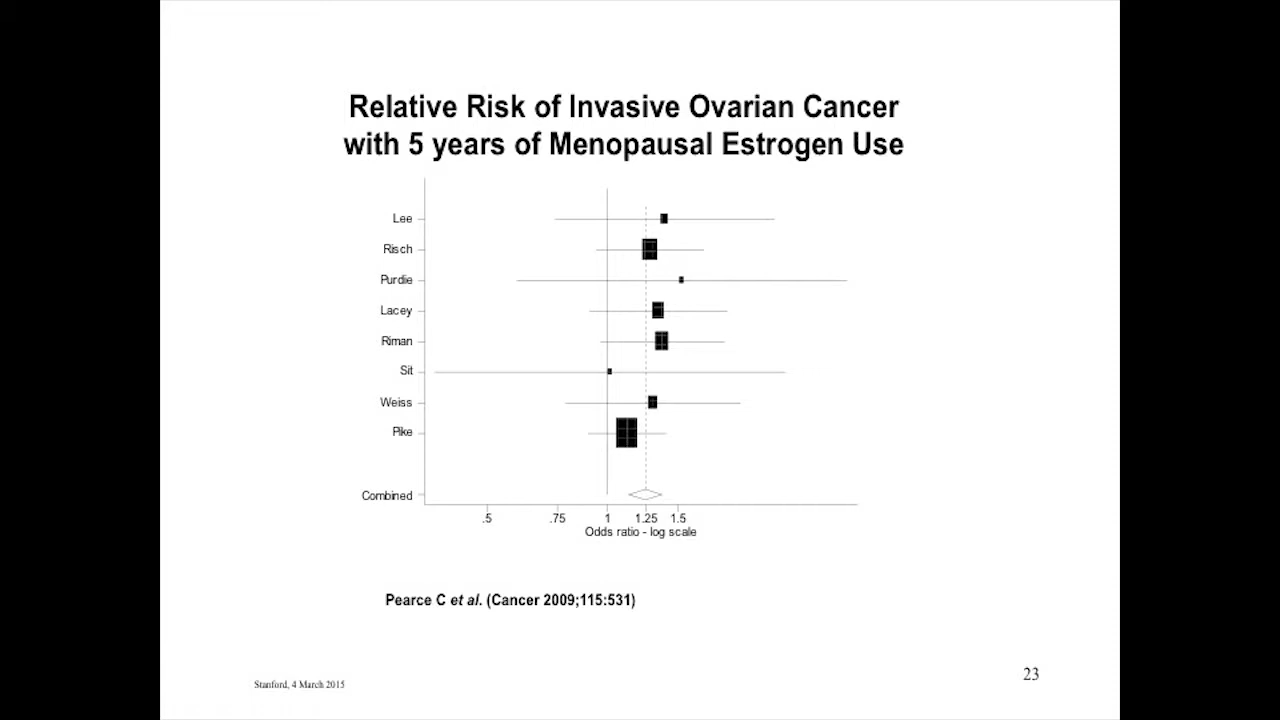 Relative Risk of Invasive Ovarian Cancer
with 5 years of Menopausal Estrogen Use
Lee
Risch
Purdie
Lacey
Riman
Sit
Weiss
Pike
Combined
.5 .75 1 1.25 1.5
Odds ratio - log scale
Pearce C et al. (Cancer 2009;115:531)
Stanford, 4 March 2015
23